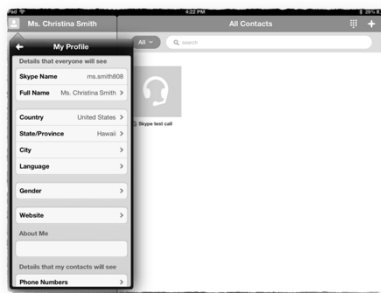 iPad 4:22 PM 29%
Ms. Christina Smith All Contacts
My Profile All search
Details that everyone will see
Skype Name ms.smith808
Full Name Ms. Christina Smith
Skype test call
Country United States
State/Province Hawaii
City
Language
Gender
Website
About Me
Details that my contacts will see
Phone Numbers